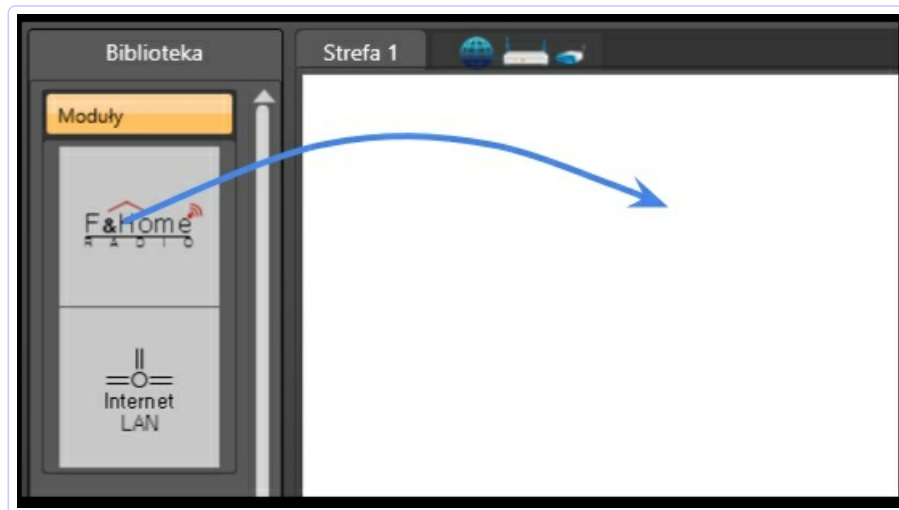 Biblioteka
Strefa 1
Moduły
F&Home
RADIO
Internet
LAN